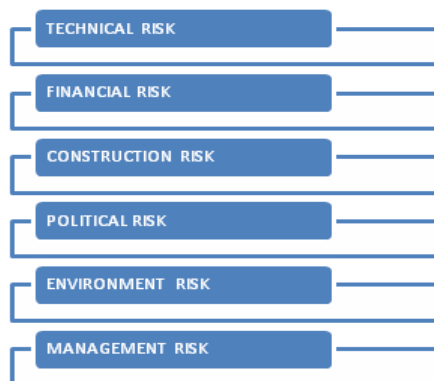 TECHNICAL RISK
FINANCIAL RISK
CONSTRUCTION RISK
POLITICAL RISK
ENVIRONMENT RISK
MANAGEMENT RISK